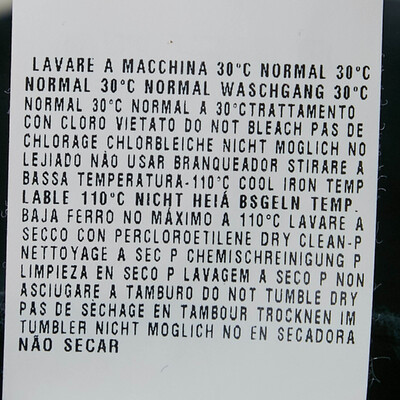 LAVARE A MACCHINA 30°C NORMAL 30°C
NORMAL 30°C NORMAL WASCHGANG 30°C
NORMAL 30°C NORMAL A 30°CTRATTAMENTO
CON CLORO VIETATO DO NOT BLEACH PAS DE
CHLORAGE CHLORBLEICHE NICHT MOGLICH NO
LEJIADO NÃO USAR BRANQUEADOR STIRARE A
BASSA TEMPERATURA-110°C COOL IRON TEMP
LABLE 110°C NICHT HEIÁ BSGELN TEMP.
BAJA FERRO NO MÁXIMO A 110°C LAVARE A
SECCO CON PERCLOROETILENE DRY CLEAN-P
NETTOYAGE A SEC P CHEMISCHREINIGUNG P
LIMPIEZA EN SECO P LAVAGEM A SECO P NON
ASCIUGARE A TAMBURO DO NOT TUMBLE DRY
PAS DE SÈCHAGE EN TAMBOUR TROCKNEN IM
TUMBLER NICHT MOGLICH NO EN SECADORA
NÃO SECAR